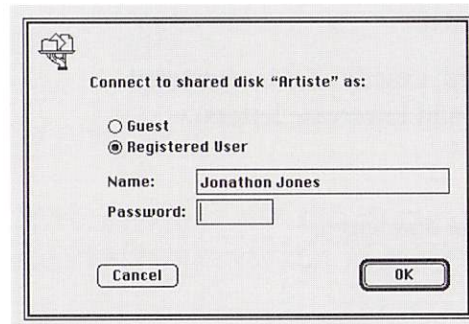 Connect to shared disk “Artiste” as:
Guest
Registered User
Name: Jonathon Jones
Password:
Cancel OK